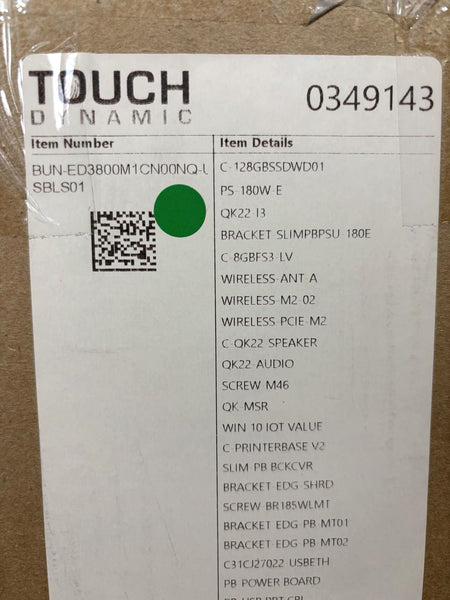 TOUCH
DYNAMIC
0349143
Item Number
Item Details
BUN-ED3800M1CN00NQ-U
SBLS01
C-128GBSSDWD01
PS-180W-E
QK22-I3
BRACKET SLIMPBPSU 180E
C-8GBFS3-LV
WIRELESS ANT A
WIRELESS-M2-02
WIRELESS PCIE-M2
C-QK22 SPEAKER
QK22-AUDIO
SCREW M46
QK-MSR
WIN 10 IOT VALUE
C-PRINTERBASE V2
SLIM PB BCKCVR
BRACKET EDG SHRD
SCREW BR185WLMT
BRACKET EDG PB-MT01
BRACKET EDG PB-MT02
C31CJ27022-USBETH
PB POWER BOARD